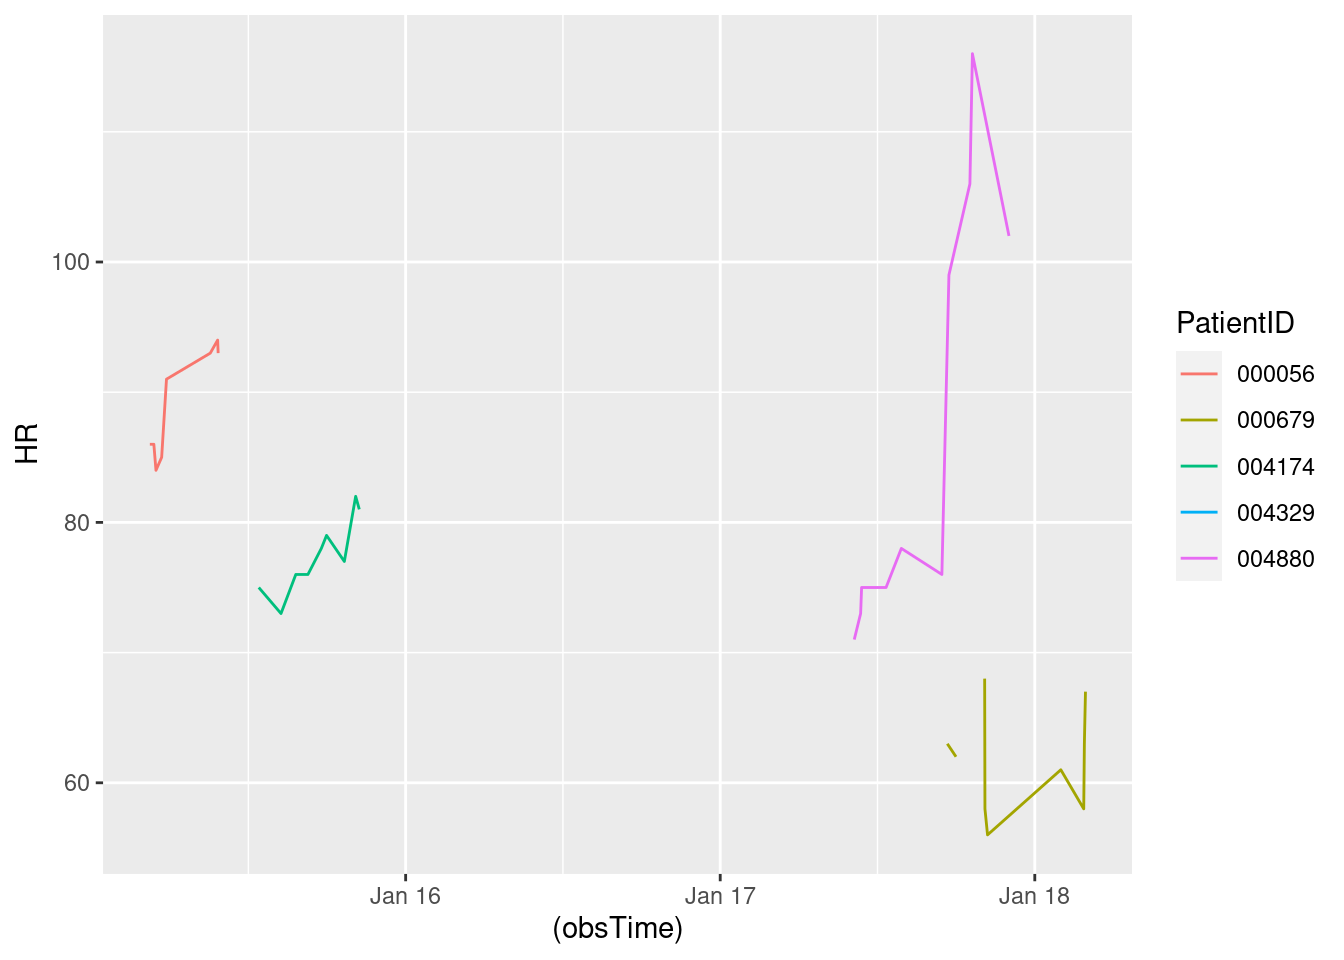 100
80
60
HR
Jan 16
Jan 17
Jan 18
(obsTime)
PatientID
000056
000679
004174
004329
004880